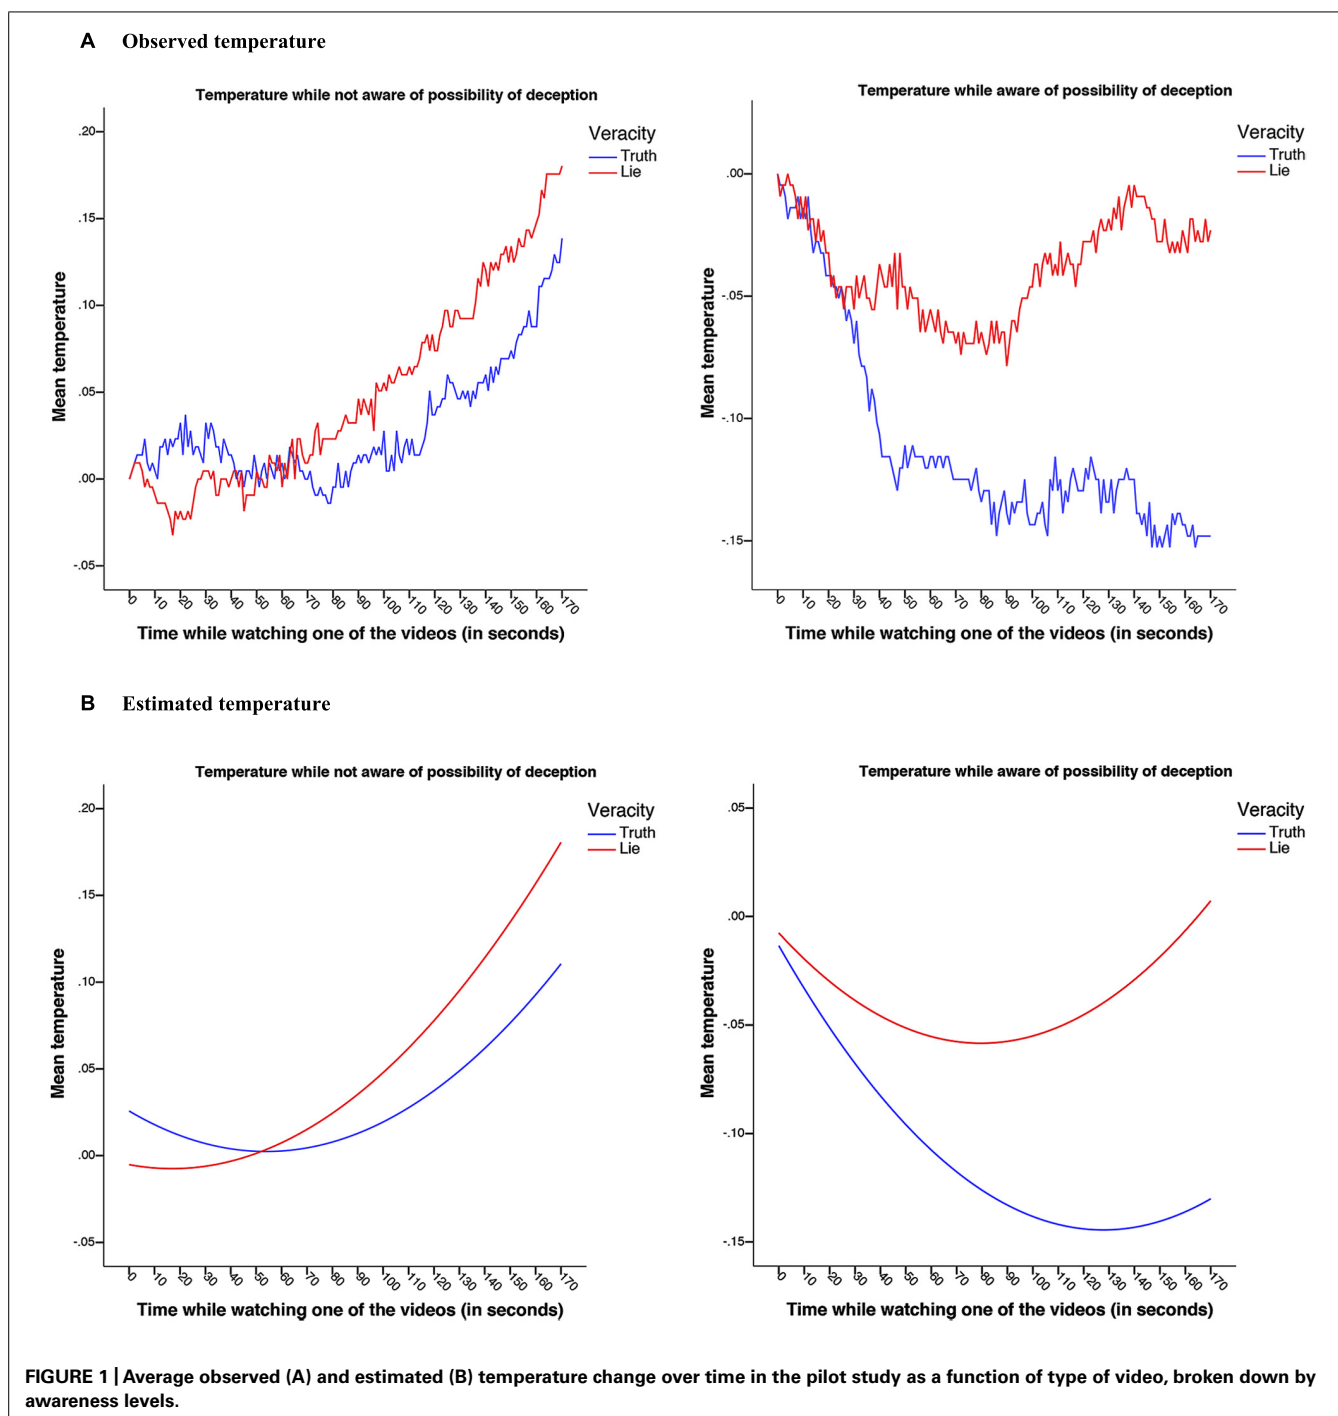 A Observed temperature
Temperature while not aware of possibility of deception
Veracity
Truth
Lie
.20
.15
.10
.05
.00
-.05
Mean temperature
0 10 20 30 40 50 60 70 80 90 100 110 120 130 140 150 160 170
Time while watching one of the videos (in seconds)
Temperature while aware of possibility of deception
Veracity
Truth
Lie
.00
-.05
-.10
-.15
Mean temperature
0 10 20 30 40 50 60 70 80 90 100 110 120 130 140 150 160 170
Time while watching one of the videos (in seconds)
B Estimated temperature
Temperature while not aware of possibility of deception
Veracity
Truth
Lie
.20
.15
.10
.05
.00
-.05
Mean temperature
0 10 20 30 40 50 60 70 80 90 100 110 120 130 140 150 160 170
Time while watching one of the videos (in seconds)
Temperature while aware of possibility of deception
Veracity
Truth
Lie
.05
.00
-.05
-.10
-.15
Mean temperature
0 10 20 30 40 50 60 70 80 90 100 110 120 130 140 150 160 170
Time while watching one of the videos (in seconds)
FIGURE 1 | Average observed (A) and estimated (B) temperature change over time in the pilot study as a function of type of video, broken down by
awareness levels.